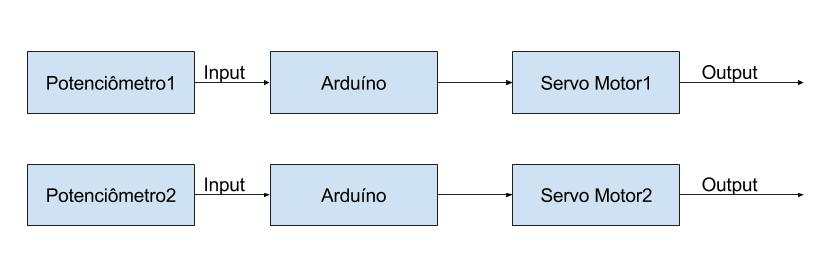 Potenciômetro1 Input Arduíno Servo Motor1 Output
Potenciômetro2 Input Arduíno Servo Motor2 Output